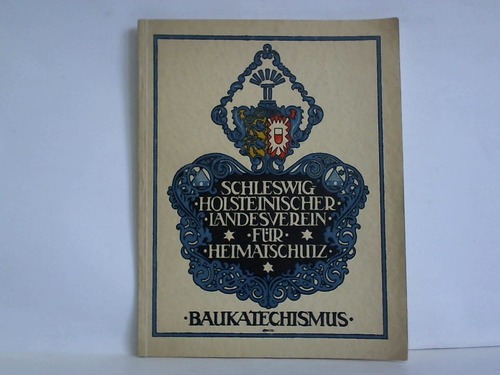 SCHLESWIG
HOLSTEINISCHER
LANDESVEREIN
· FÜR ·
HEIMATSCHUTZ
· BAUKATECHISMUS ·